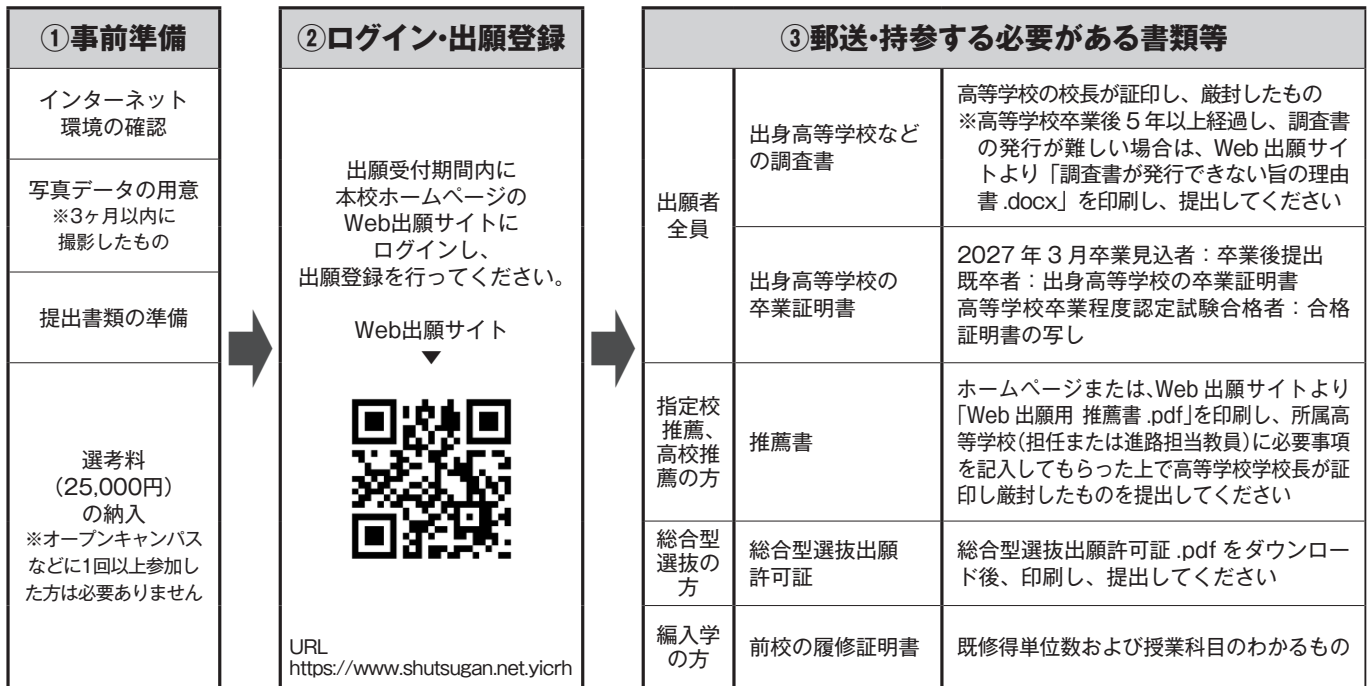 ①事前準備
インターネット
環境の確認
写真データの用意
※3ヶ月以内に
撮影したもの
提出書類の準備
選考料
（25,000円）
の納入
※オープンキャンパス
などに1回以上参加し
た方は必要ありません
②ログイン・出願登録
出願受付期間内に
本校ホームページの
Web出願サイトに
ログインし、
出願登録を行ってください。
Web出願サイト
▼
URL
https://www.shutsugan.net.yicrh
③郵送・持参する必要がある書類等
出願者
全員
出身高等学校など
の調査書
高等学校の校長が証印し、厳封したもの
※高等学校卒業後 5 年以上経過し、調査書
の発行が難しい場合は、Web 出願サイ
トより「調査書が発行できない旨の理由
書 .docx」を印刷し、提出してください
出身高等学校の
卒業証明書
2027 年 3 月卒業見込者：卒業後提出
既卒者：出身高等学校の卒業証明書
高等学校卒業程度認定試験合格者：合格
証明書の写し
指定校
推薦、
高校推
薦の方
推薦書
ホームページまたは、Web 出願サイトより
「Web 出願用 推薦書 .pdf」を印刷し、所属高
等学校（担任または進路担当教員）に必要事項
を記入してもらった上で高等学校学校長が証
印し厳封したものを提出してください
総合型
選抜の
方
総合型選抜出願
許可証
総合型選抜出願許可証 .pdf をダウンロー
ド後、印刷し、提出してください
編入学
の方
前校の履修証明書
既修得単位数および授業科目のわかるもの